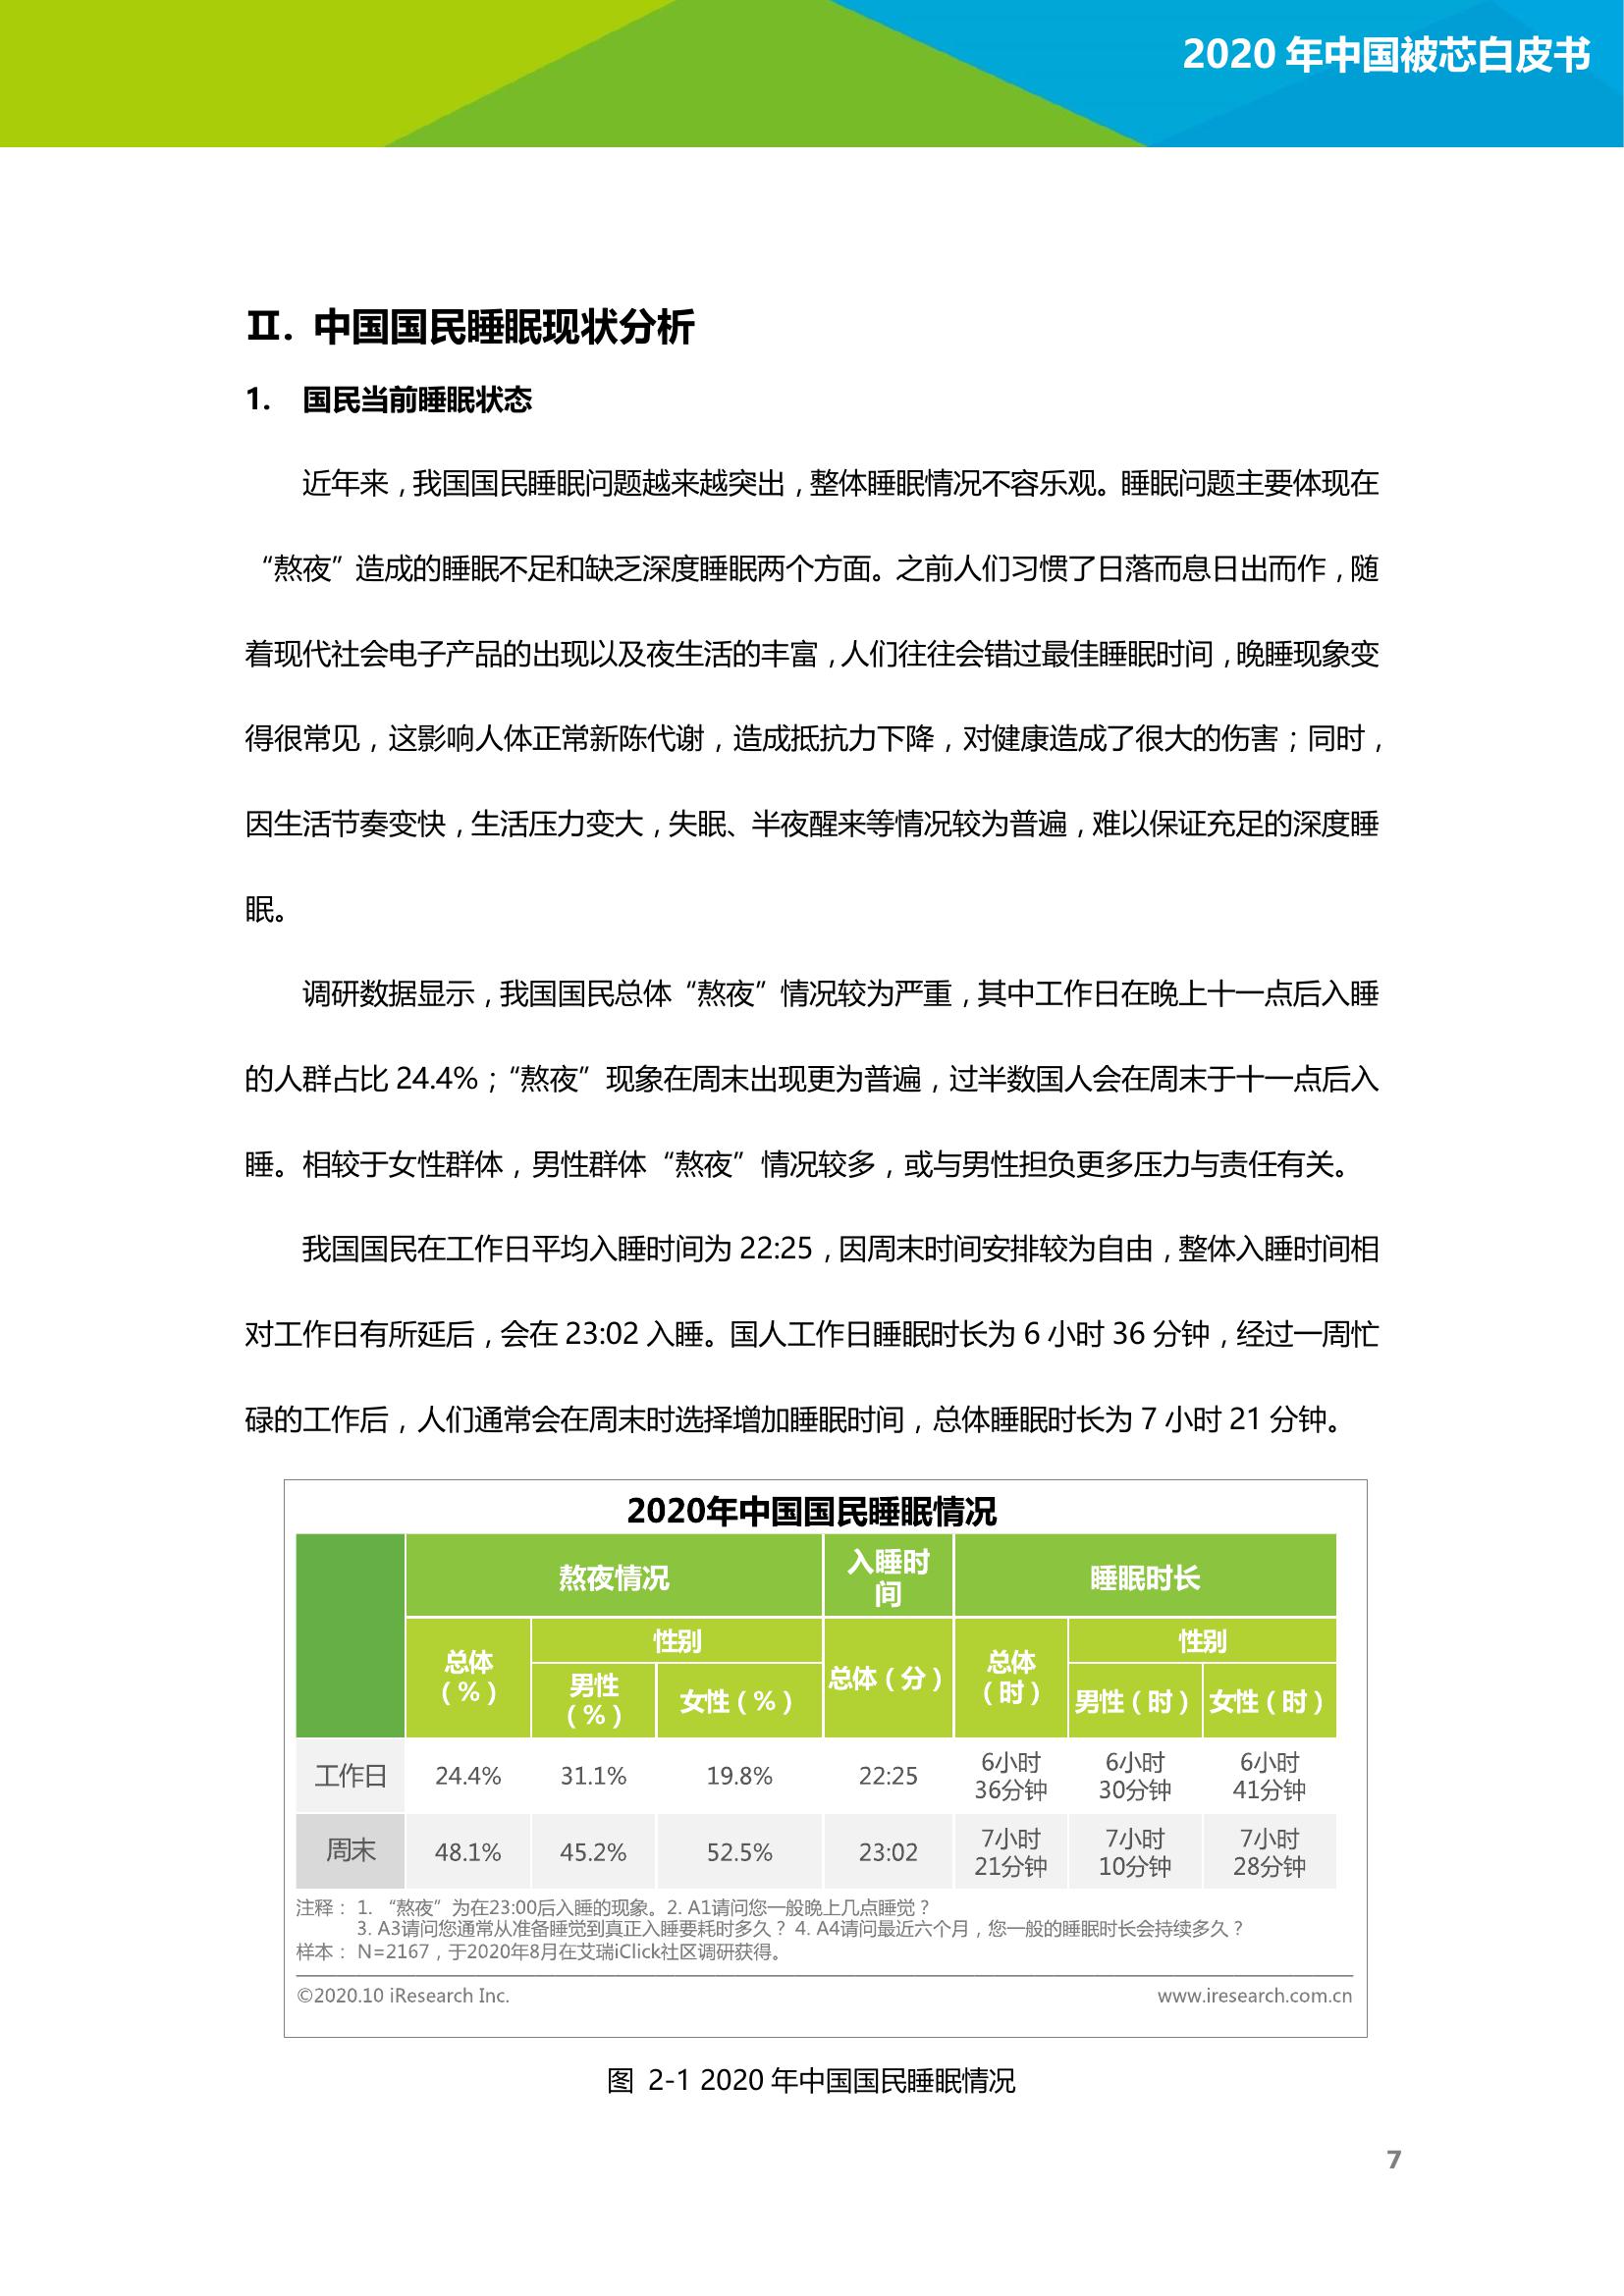 2020 年中国被芯白皮书
Ⅱ. 中国国民睡眠现状分析
1. 国民当前睡眠状态
近年来，我国国民睡眠问题越来越突出，整体睡眠情况不容乐观。睡眠问题主要体现在
“熬夜”造成的睡眠不足和缺乏深度睡眠两个方面。之前人们习惯了日落而息日出而作，随
着现代社会电子产品的出现以及夜生活的丰富，人们往往会错过最佳睡眠时间，晚睡现象变
得很常见，这影响人体正常新陈代谢，造成抵抗力下降，对健康造成了很大的伤害；同时，
因生活节奏变快，生活压力变大，失眠、半夜醒来等情况较为普遍，难以保证充足的深度睡
眠。
调研数据显示，我国国民总体“熬夜”情况较为严重，其中工作日在晚上十一点后入睡
的人群占比 24.4%；“熬夜”现象在周末出现更为普遍，过半数国人会在周末于十一点后入
睡。相较于女性群体，男性群体“熬夜”情况较多，或与男性担负更多压力与责任有关。
我国国民在工作日平均入睡时间为 22:25，因周末时间安排较为自由，整体入睡时间相
对工作日有所延后，会在 23:02 入睡。国人工作日睡眠时长为 6 小时 36 分钟，经过一周忙
碌的工作后，人们通常会在周末时选择增加睡眠时间，总体睡眠时长为 7 小时 21 分钟。
2020年中国国民睡眠情况
熬夜情况 入睡时 睡眠时长
间
总体 性别 总体（分） 总体 性别
（%） 男性 女性（%） （时） 男性（时） 女性（时）
（%）
工作日 24.4% 31.1% 19.8% 22:25 6小时 6小时 6小时
36分钟 30分钟 41分钟
周末 48.1% 45.2% 52.5% 23:02 7小时 7小时 7小时
21分钟 10分钟 28分钟
注释： 1. “熬夜”为在23:00后入睡的现象。2. A1请问您一般晚上几点睡觉？
3. A3请问您通常从准备睡觉到真正入睡要耗时多久？ 4. A4请问最近六个月，您一般的睡眠时长会持续多久？
样本： N=2167，于2020年8月在艾瑞iClick社区调研获得。
©2020.10 iResearch Inc. www.iresearch.com.cn
图 2-1 2020 年中国国民睡眠情况
7